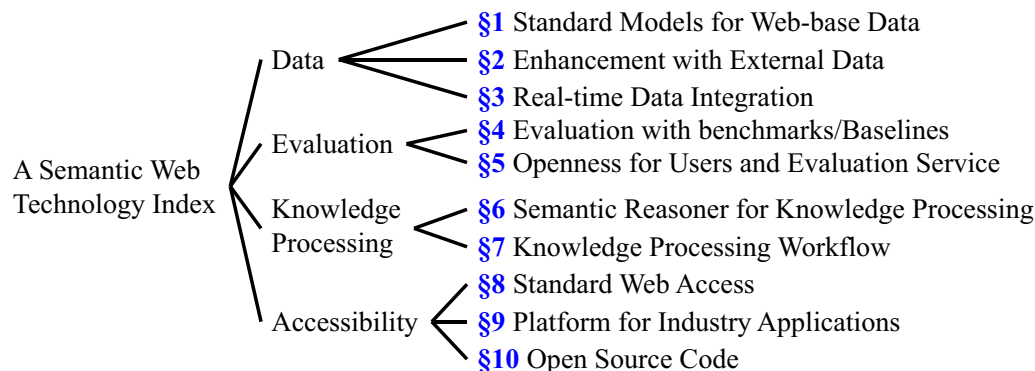 A Semantic Web
Technology Index
Data
§1 Standard Models for Web-base Data
§2 Enhancement with External Data
§3 Real-time Data Integration
Evaluation
§4 Evaluation with benchmarks/Baselines
§5 Openness for Users and Evaluation Service
Knowledge
Processing
§6 Semantic Reasoner for Knowledge Processing
§7 Knowledge Processing Workflow
Accessibility
§8 Standard Web Access
§9 Platform for Industry Applications
§10 Open Source Code